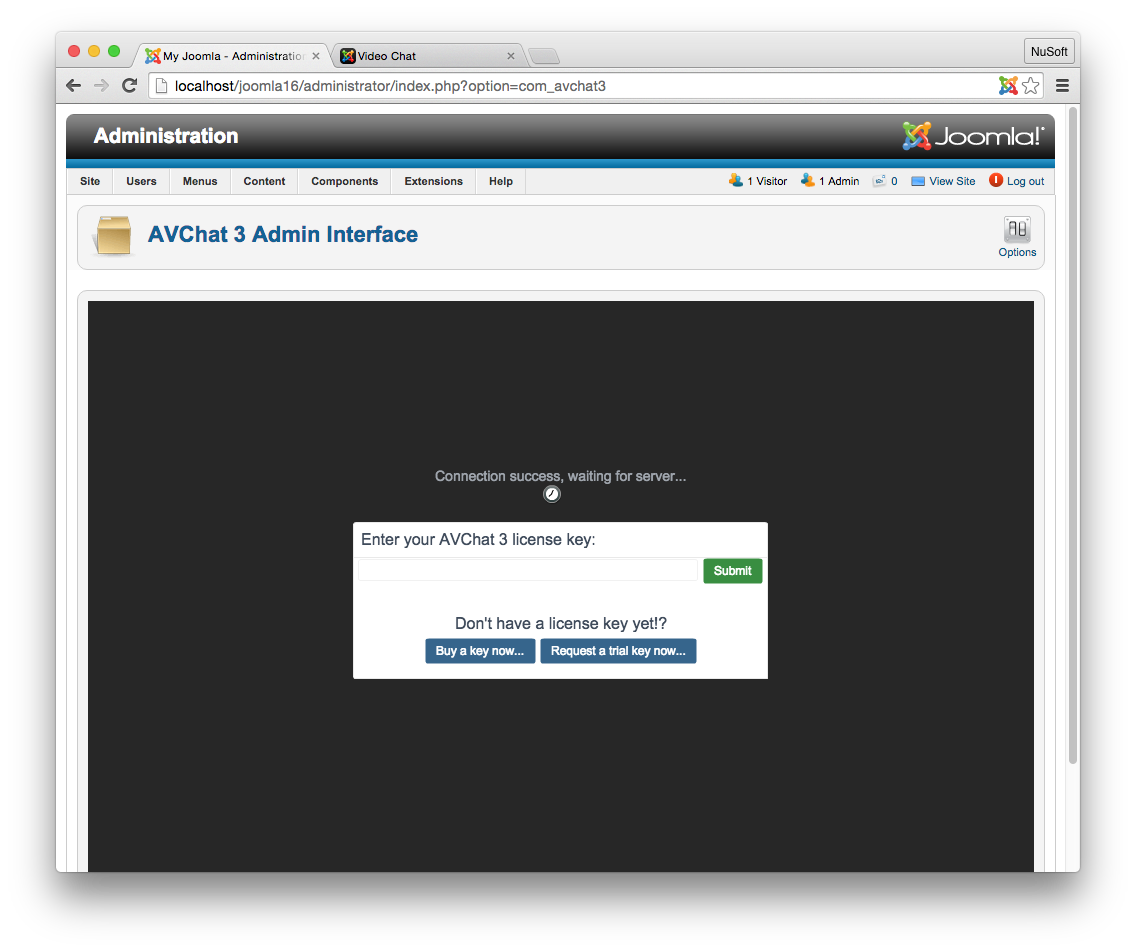 My Joomla - Administration
Video Chat
NuSoft
localhost/joomla16/administrator/index.php?option=com_avchat3
Administration
Joomla!
Site Users Menus Content Components Extensions Help 1 Visitor 1 Admin 0 View Site Log out
AVChat 3 Admin Interface
Options
Connection success, waiting for server...
Enter your AVChat 3 license key:
Submit
Don't have a license key yet!?
Buy a key now... Request a trial key now...